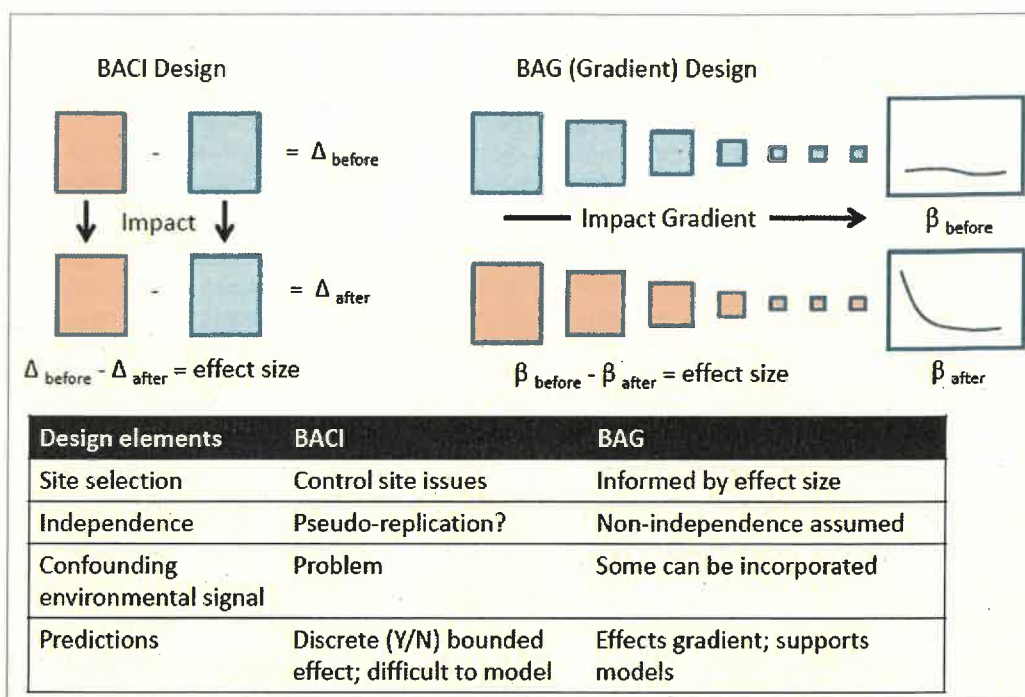 BACI Design
- = Δ before
Impact
- = Δ after
Δ before - Δ after = effect size
BAG (Gradient) Design
Impact Gradient
β before
β after
β before - β after = effect size
Design elements BACI BAG
Site selection Control site issues Informed by effect size
Independence Pseudo-replication? Non-independence assumed
Confounding Problem Some can be incorporated
environmental signal
Predictions Discrete (Y/N) bounded Effects gradient; supports
effect; difficult to model models